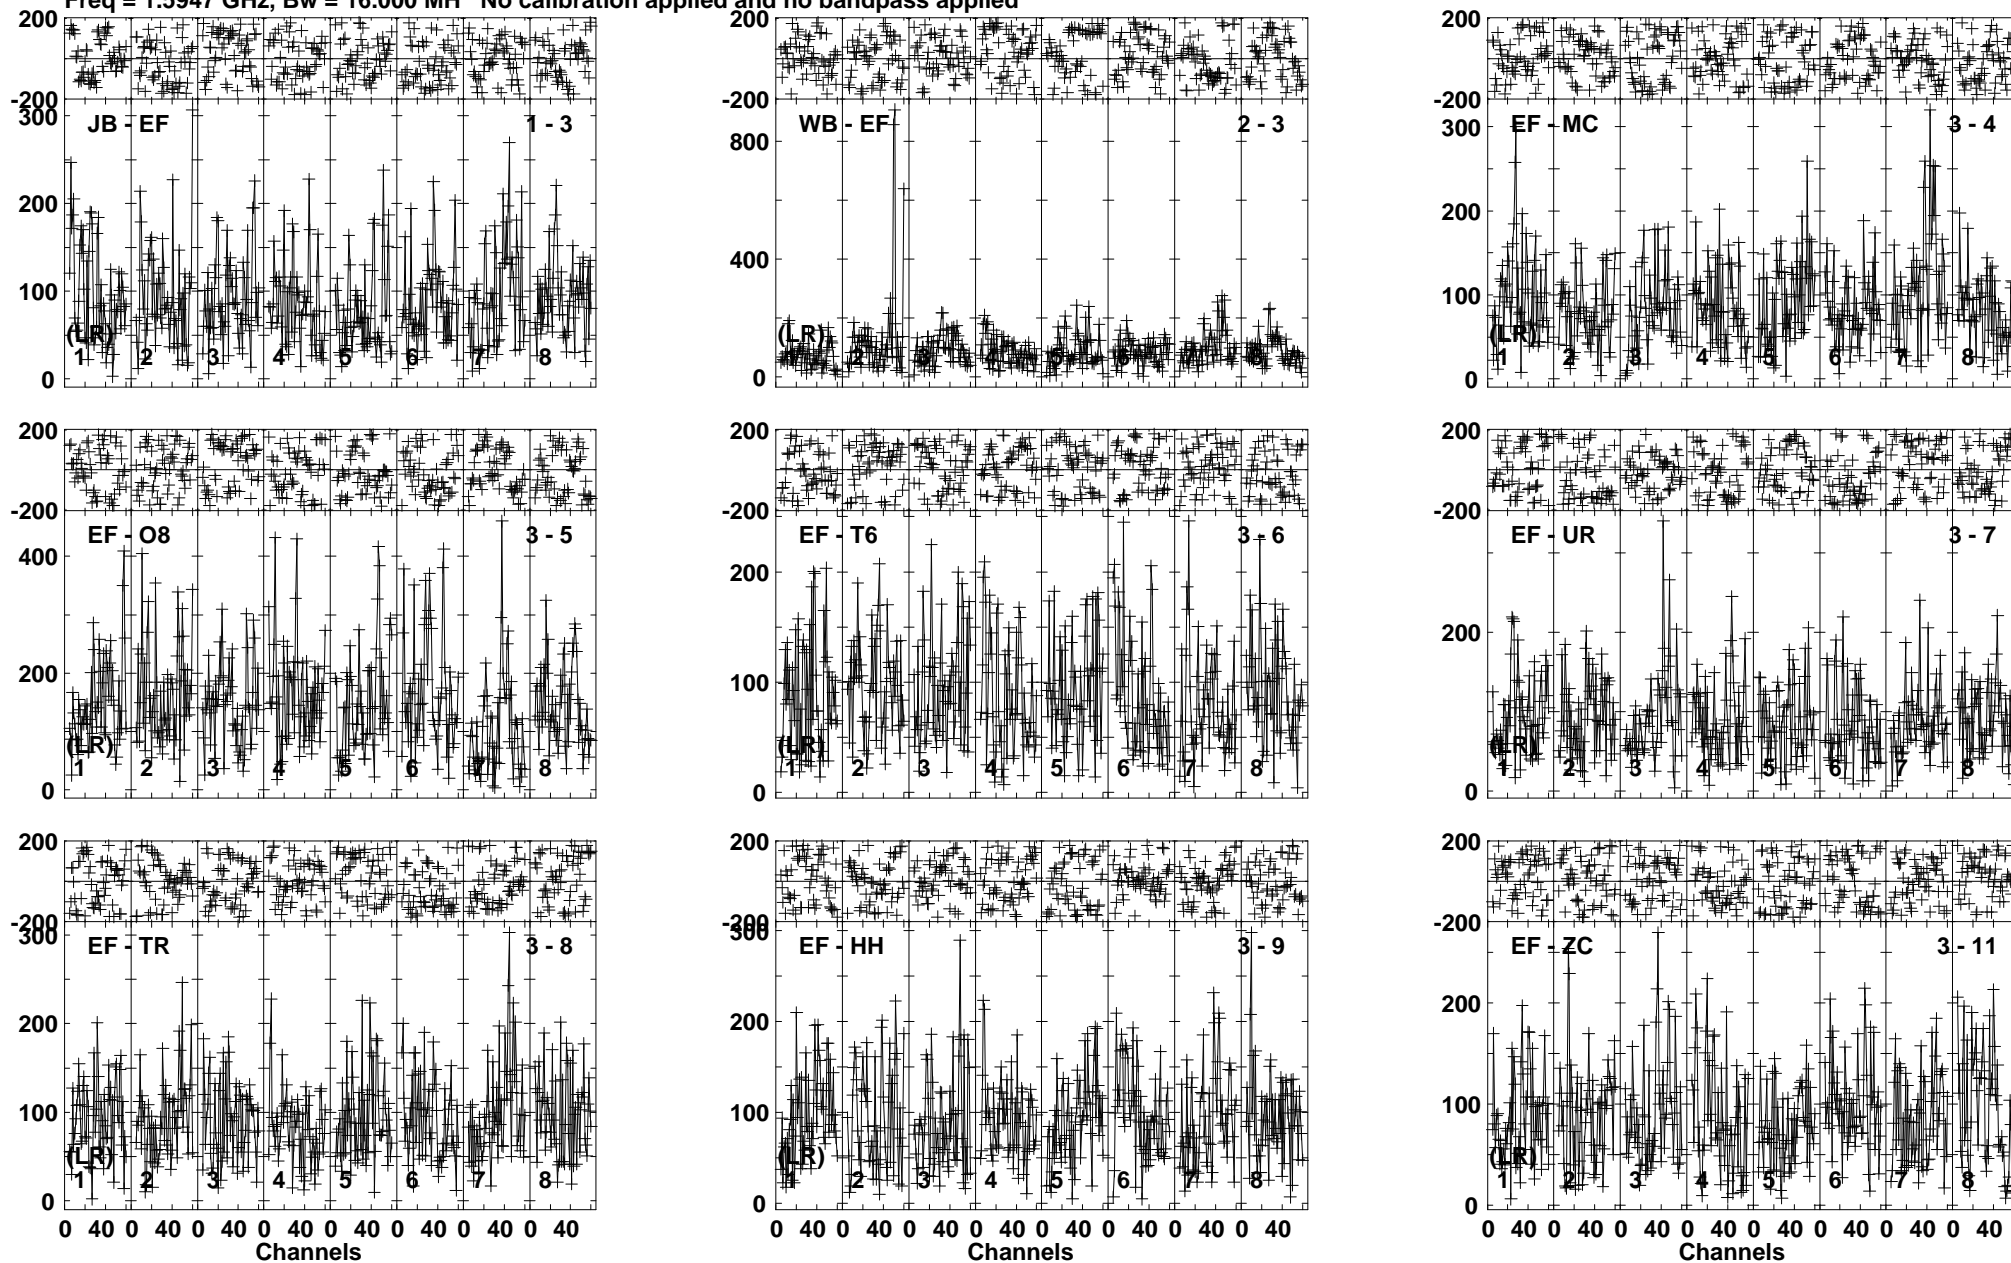 Freq = 1.5947 GHz, Bw = 16.000 MH No calibration applied and no bandpass applied
200 200 200
-200 -200 -200
300 JB - EF 1 - 3 800 WB - EF 2 - 3 300 EF - MC 3 - 4
200 400 200
100 100
(LR) (LR) (LR)
1 2 3 4 5 6 7 8 1 2 3 4 5 6 7 8 1 2 3 4 5 6 7 8
0 0 0
200 200 200
-200 -200 -200
400 EF - O8 3 - 5 EF - T6 3 - 6 EF - UR 3 - 7
200 200 200
100
(LR) (LR) (LR)
1 2 3 4 5 6 7 8 1 2 3 4 5 6 7 8 1 2 3 4 5 6 7 8
0 0 0
200 200 200
-200 -200 -200
300 EF - TR 3 - 8 300 EF - HH 3 - 9 EF - ZC 3 - 11
200 200 200
100 100 100
(LR) (LR) (LR)
1 2 3 4 5 6 7 8 1 2 3 4 5 6 7 8 1 2 3 4 5 6 7 8
0 0 0
0 40 0 40 0 40 0 40 0 40 0 40 0 40 0 40 0 40 0 40 0 40 0 40 0 40 0 40 0 40 0 40 0 40 0 40 0 40 0 40 0 40 0 40 0 40 0 40
Channels Channels Channels